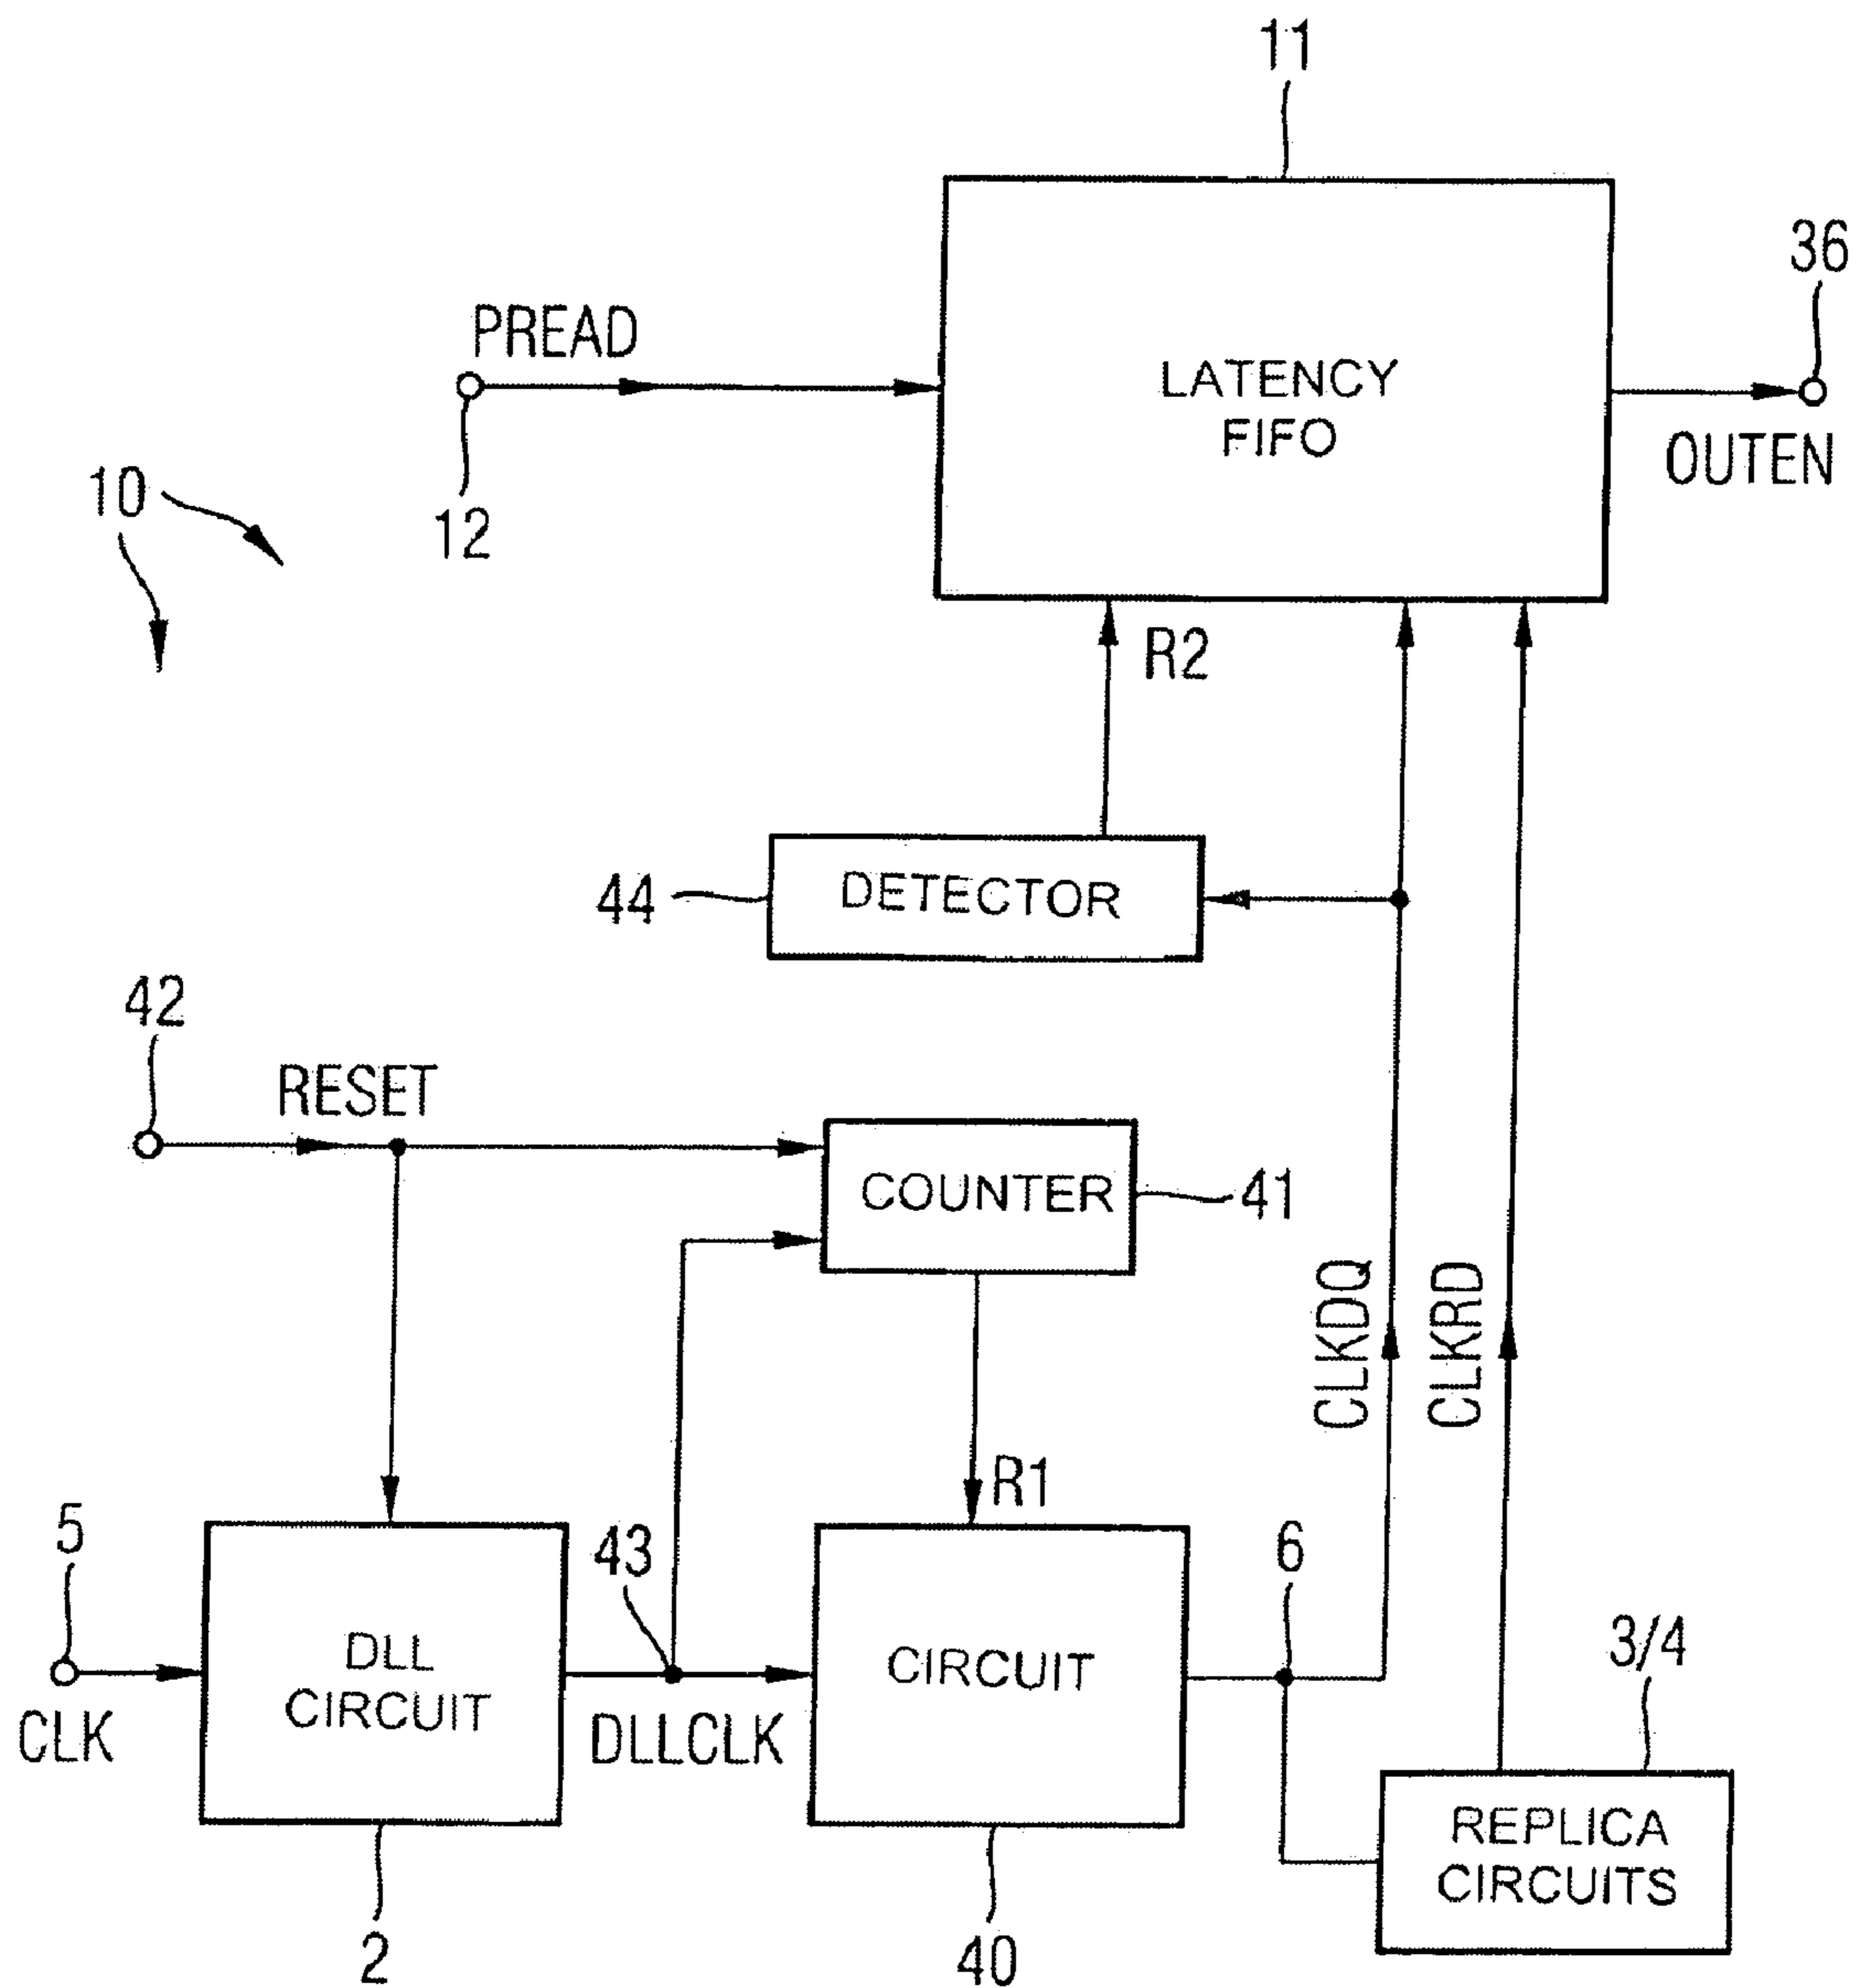 11
36
PREAD
LATENCY
FIFO
OUTEN
10
12
R2
44
DETECTOR
42
RESET
COUNTER
41
CLKDQ
CLKRD
R1
5
43
6
3/4
DLL
CIRCUIT
CIRCUIT
CLK
DLLCLK
REPLICA
CIRCUITS
2
40